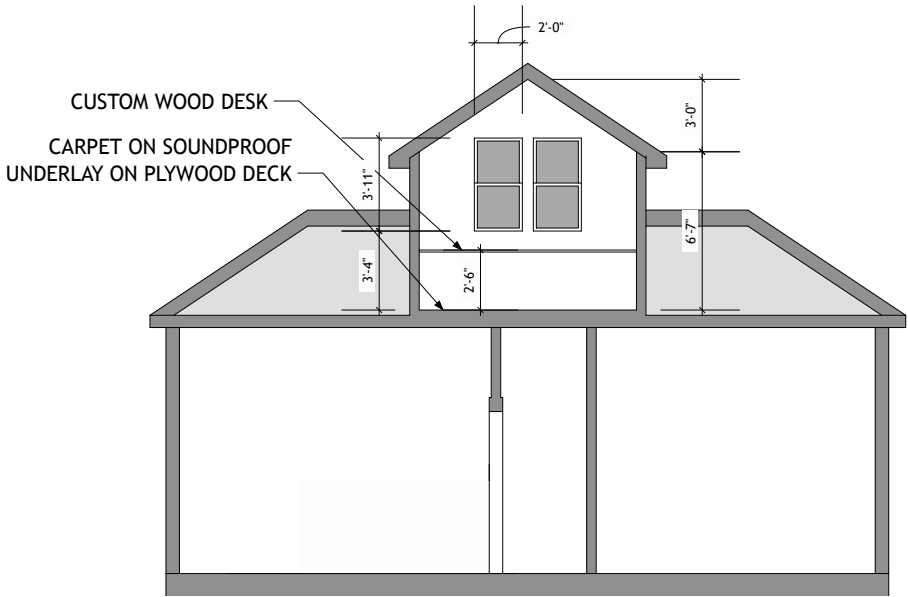 2'-0"
CUSTOM WOOD DESK
CARPET ON SOUNDPROOF
UNDERLAY ON PLYWOOD DECK
3'-0"
3'-11"
6'-7"
3'-4"
2'-6"